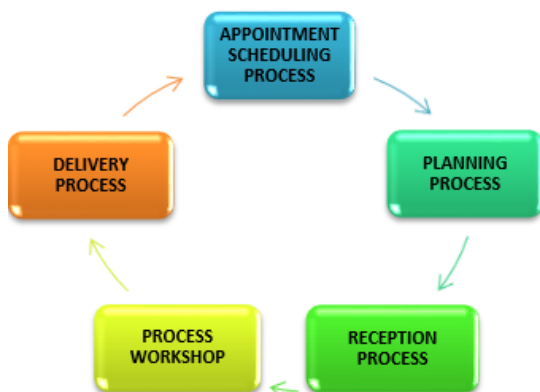 APPOINTMENT
SCHEDULING
PROCESS
PLANNING
PROCESS
RECEPTION
PROCESS
PROCESS
WORKSHOP
DELIVERY
PROCESS